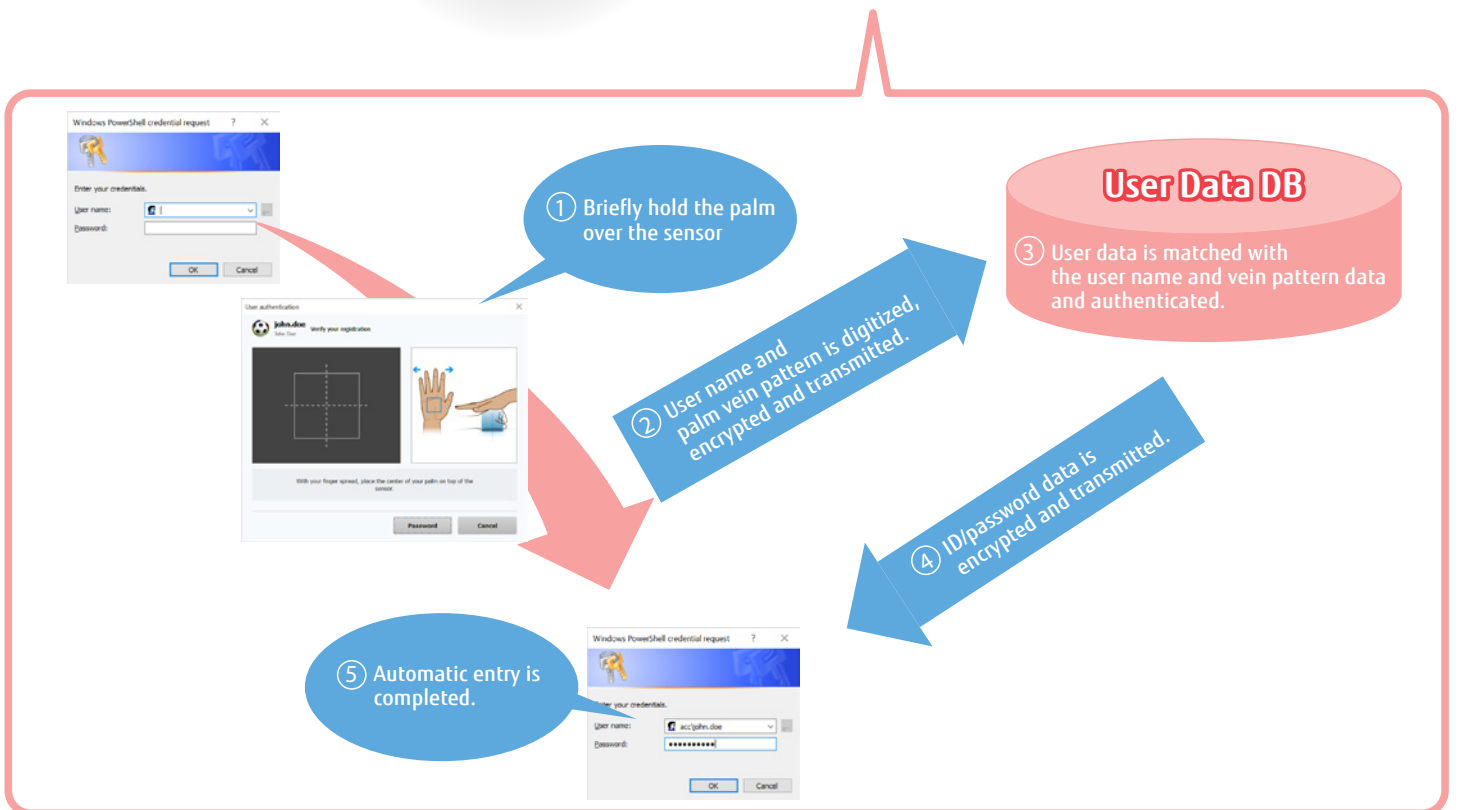 Windows PowerShell credential request ? ×
Enter your credentials.
User name:
Password:
OK Cancel
① Briefly hold the palm
over the sensor
User authentication ×
john.doe
John Doe
Verify your registration
With your finger spread, place the center of your palm on top of the
sensor.
Password Cancel
② User name and
palm vein pattern is digitized,
encrypted and transmitted.
User Data DB
③ User data is matched with
the user name and vein pattern data
and authenticated.
④ ID/password data is
encrypted and transmitted.
⑤ Automatic entry is
completed.
Windows PowerShell credential request ? ×
Enter your credentials.
User name: acc\john.doe
Password: ●●●●●●●●●●
OK Cancel